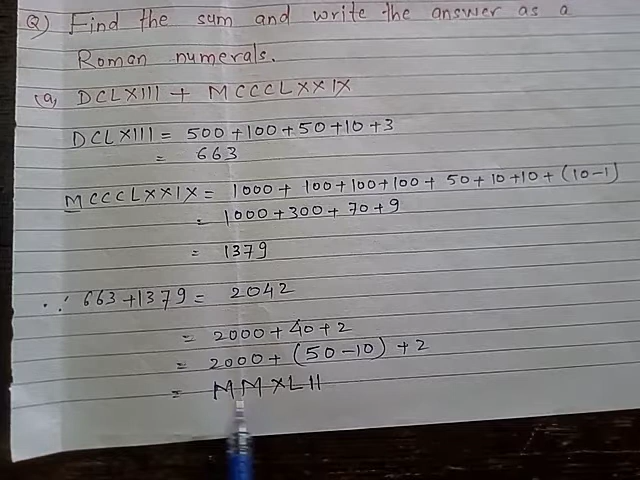 Q) Find the sum and write the answer as a
Roman numerals.
(a) DCLXIII + MCCCLXXIX
DCLXIII = 500+100+50+10+3
= 663
MCCCLXXIX = 1000+ 100+100+100+ 50+10+10+(10-1)
= 1000+300+70+9
= 1379
∵ 663+1379 = 2042
= 2000+40+2
= 2000+(50-10)+2
= MMXLII